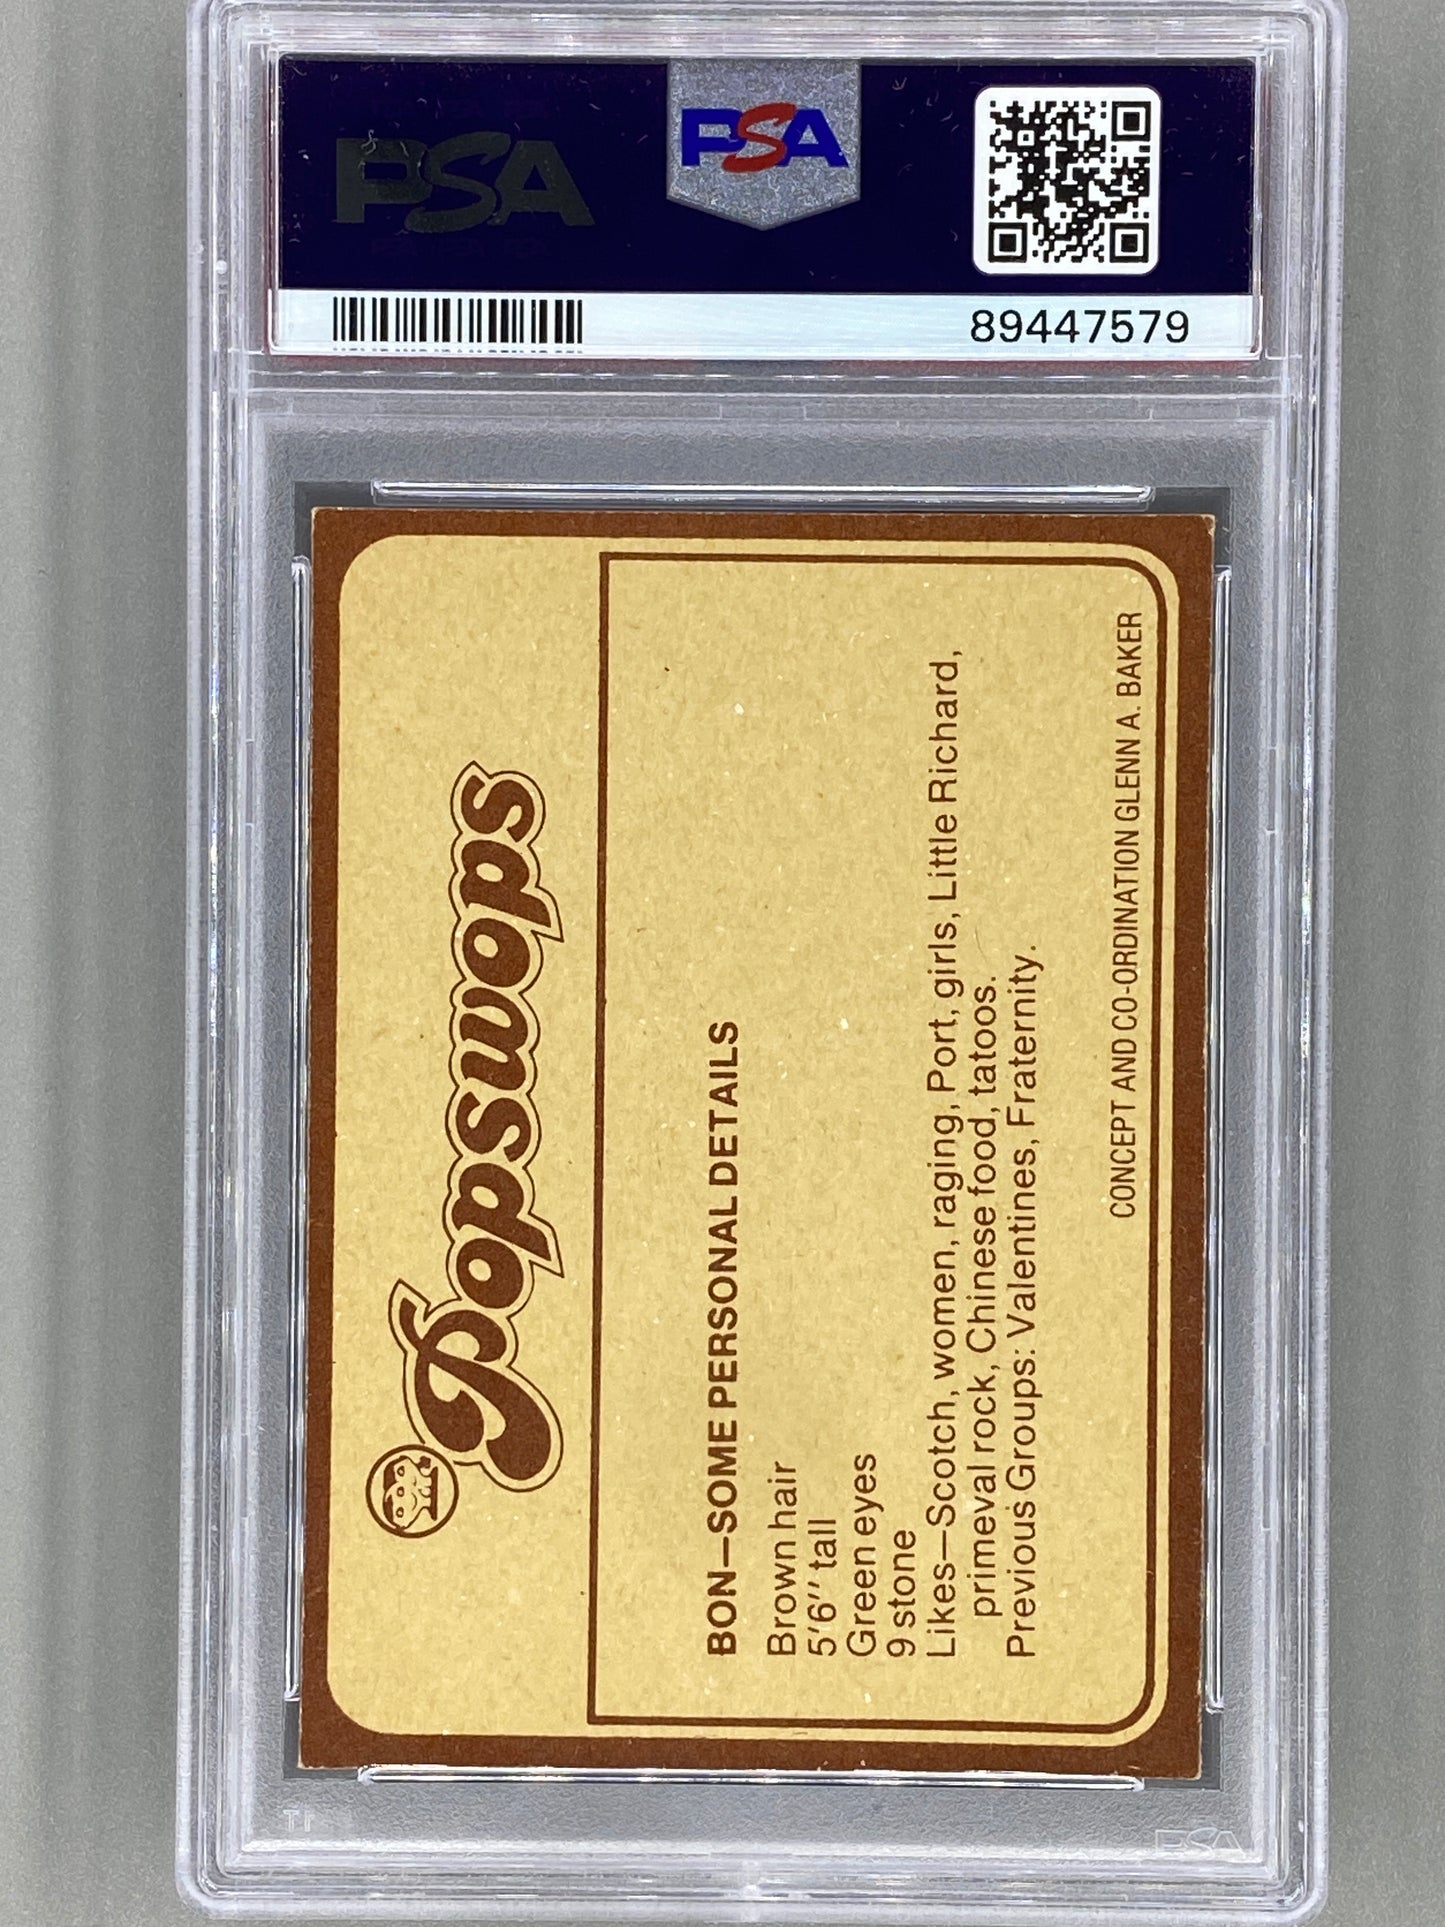 PSA
PSA
89447579
Popswops
BON—SOME PERSONAL DETAILS
Brown hair
5'6'' tall
Green eyes
9 stone
Likes—Scotch, women, raging, Port, girls, Little Richard,
primeval rock, Chinese food, tatoos.
Previous Groups: Valentines, Fraternity.
CONCEPT AND CO-ORDINATION GLENN A. BAKER
PSA